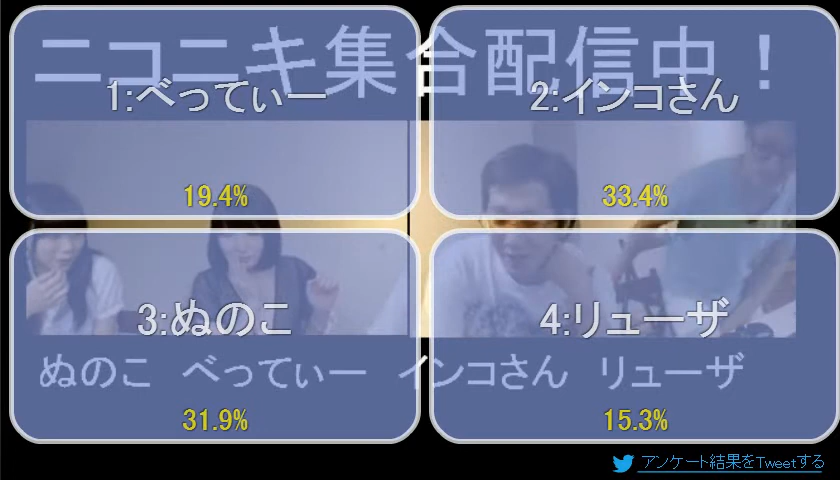 ニコニキ集合配信中！
1:べってぃー
2:インコさん
19.4%
33.4%
3:ぬのこ
4:リューザ
ぬのこ べってぃー インコさん リューザ
31.9%
15.3%
アンケート結果をTweetする